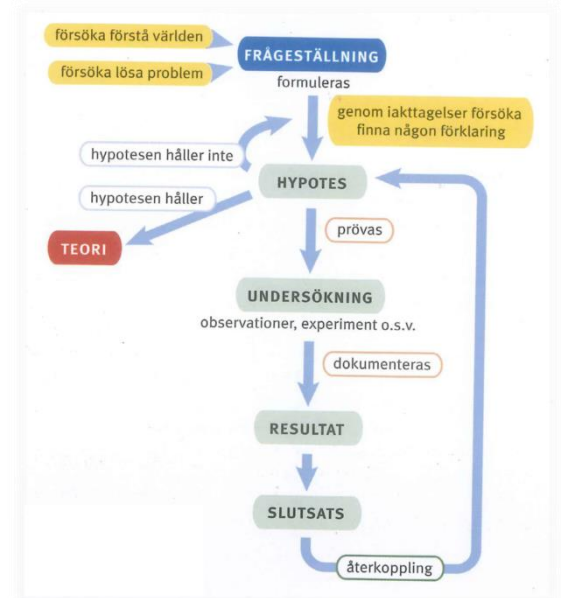 försöka förstå världen
försöka lösa problem
FRÅGESTÄLLNING
formuleras
genom iakttagelser försöka
finna någon förklaring
hypotesen håller inte
HYPOTES
hypotesen håller
TEORI
prövas
UNDERSÖKNING
observationer, experiment o.s.v.
dokumenteras
RESULTAT
SLUTSATS
återkoppling